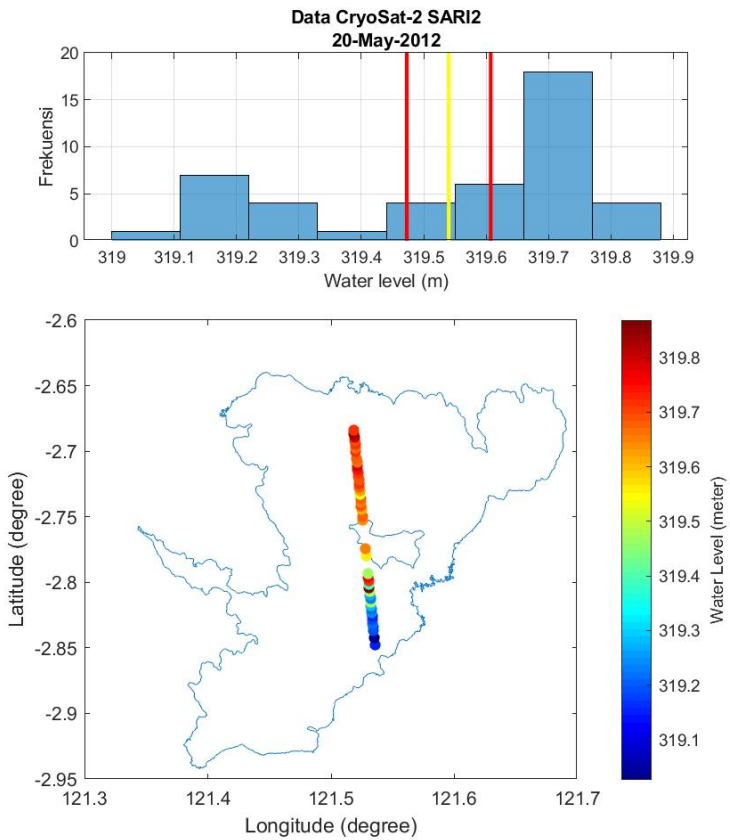 Data CryoSat-2 SARI2
20-May-2012
20
15
10
5
0
Frekuensi
319 319.1 319.2 319.3 319.4 319.5 319.6 319.7 319.8 319.9
Water level (m)
-2.6
-2.65
-2.7
-2.75
-2.8
-2.85
-2.9
-2.95
Latitude (degree)
121.3 121.4 121.5 121.6 121.7
Longitude (degree)
319.8
319.7
319.6
319.5
319.4
319.3
319.2
319.1
Water Level (meter)